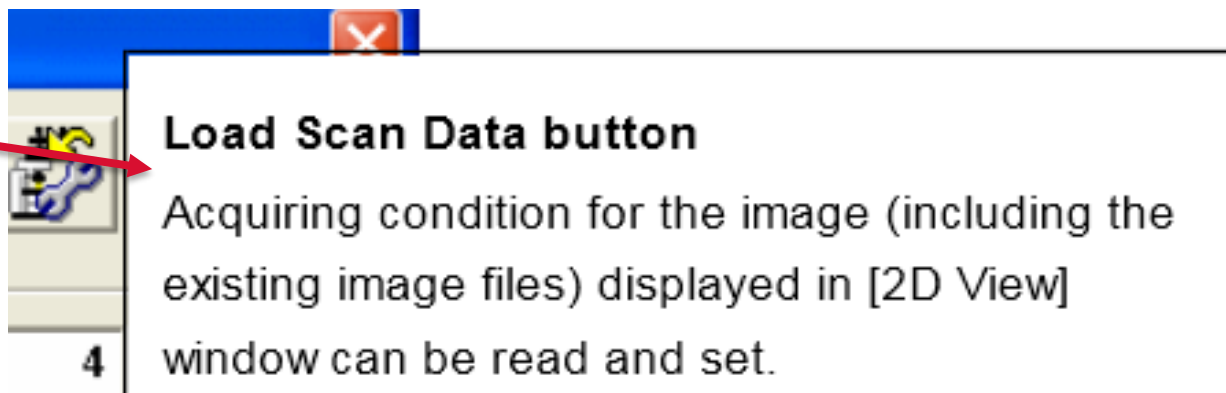 Load Scan Data button
Acquiring condition for the image (including the
existing image files) displayed in [2D View]
window can be read and set.
4